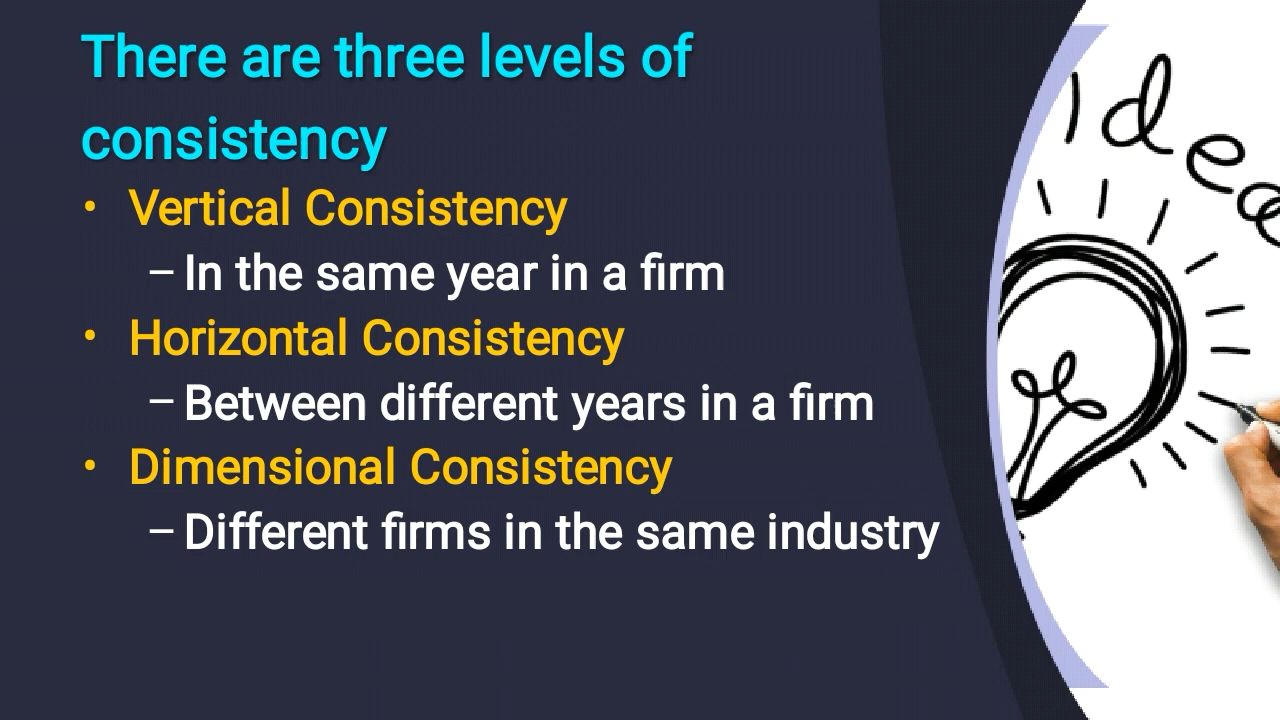 There are three levels of
consistency
• Vertical Consistency
– In the same year in a firm
• Horizontal Consistency
– Between different years in a firm
• Dimensional Consistency
– Different firms in the same industry
idea